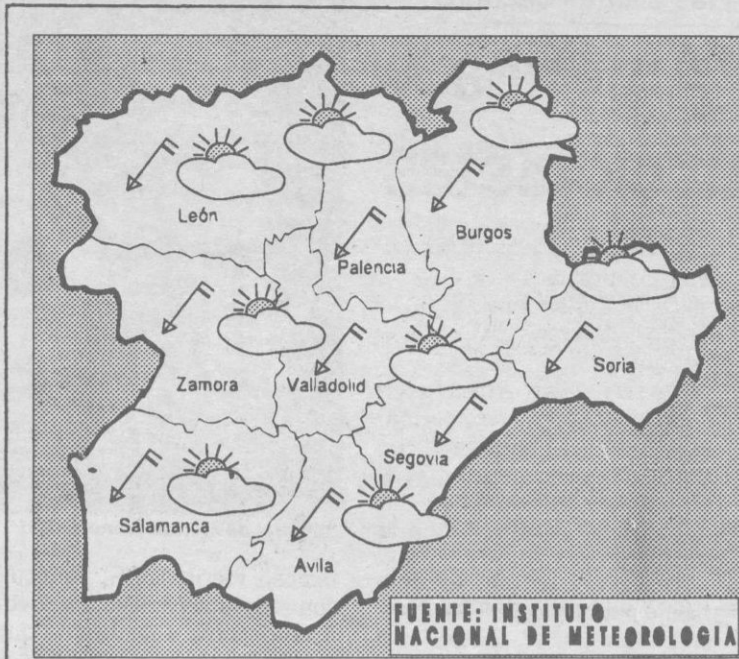 León
Burgos
Palencia
Soria
Zamora
Valladolid
Segovia
Salamanca
Avila
FUENTE: INSTITUTO
NACIONAL DE METEOROLOGIA